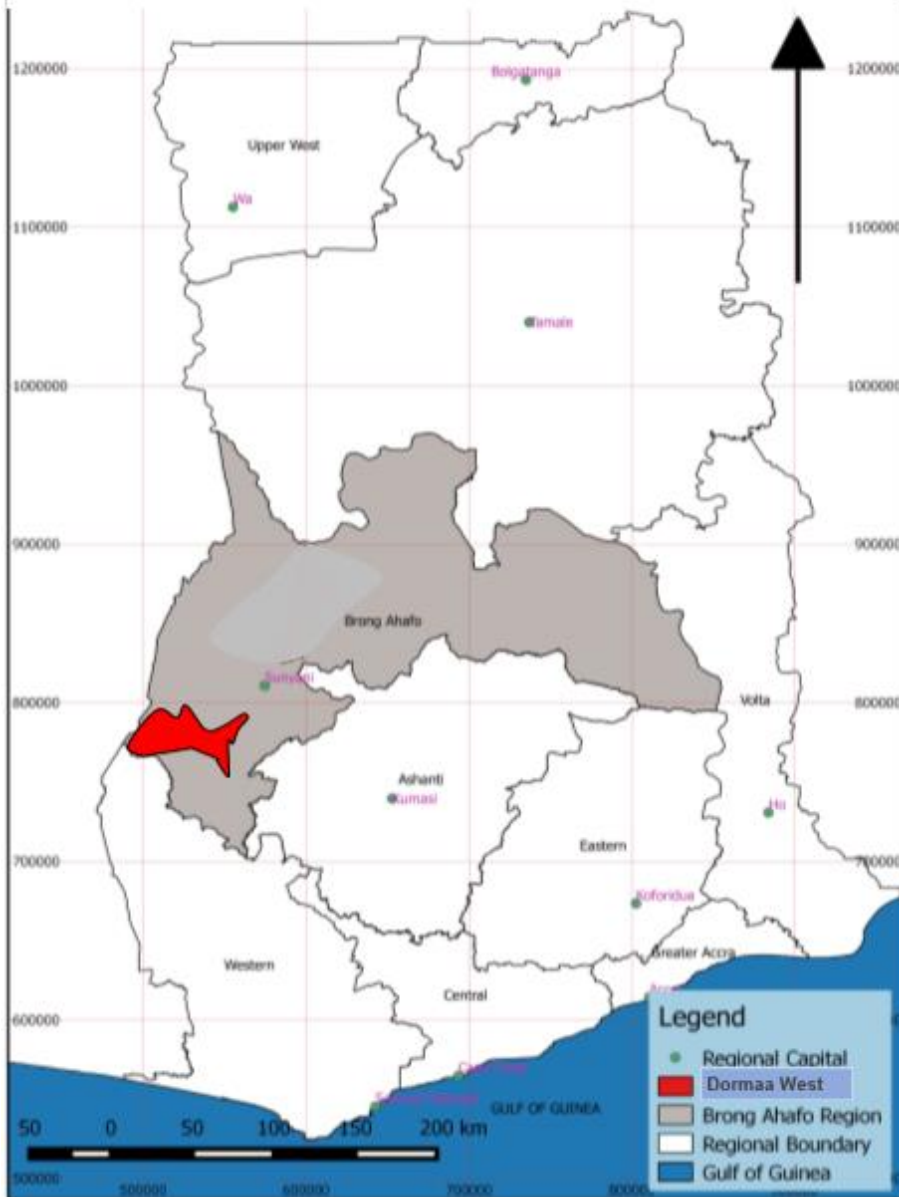 1200000
1200000
Bolgatanga
Upper West
Wa
1100000
1100000
Tamale
1000000
1000000
900000
900000
Brong Ahafo
Sunyani
800000
800000
Volta
Ashanti
Kumasi
Ho
Eastern
700000
Koforidua
Greater Accra
Western
Central
600000
Legend
Regional Capital
Dormaa West
Brong Ahafo Region
Regional Boundary
Gulf of Guinea
GULF OF GUINEA
50 0 50 100 150 200 km
500000
500000 600000 700000